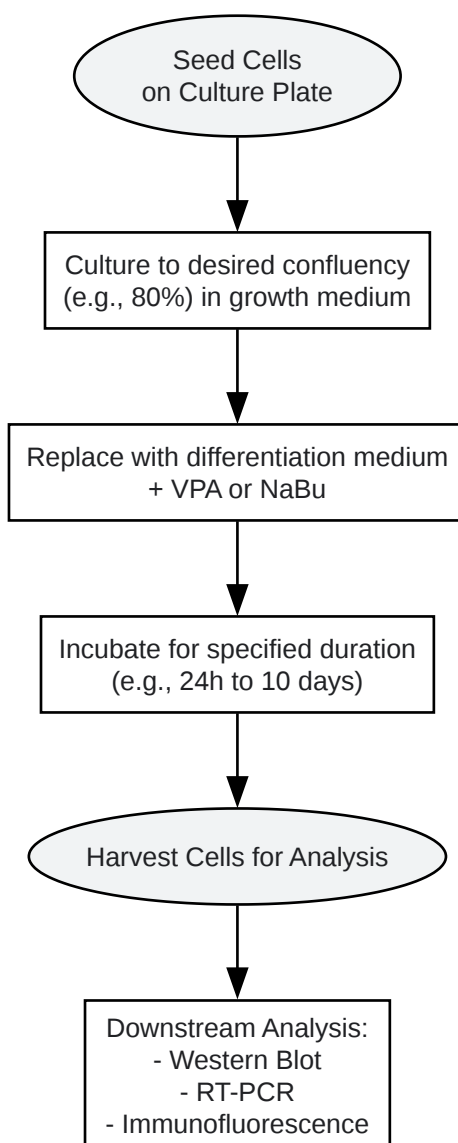 Seed Cells
on Culture Plate
Culture to desired confluency
(e.g., 80%) in growth medium
Replace with differentiation medium
+ VPA or NaBu
Incubate for specified duration
(e.g., 24h to 10 days)
Harvest Cells for Analysis
Downstream Analysis:
- Western Blot
- RT-PCR
- Immunofluorescence